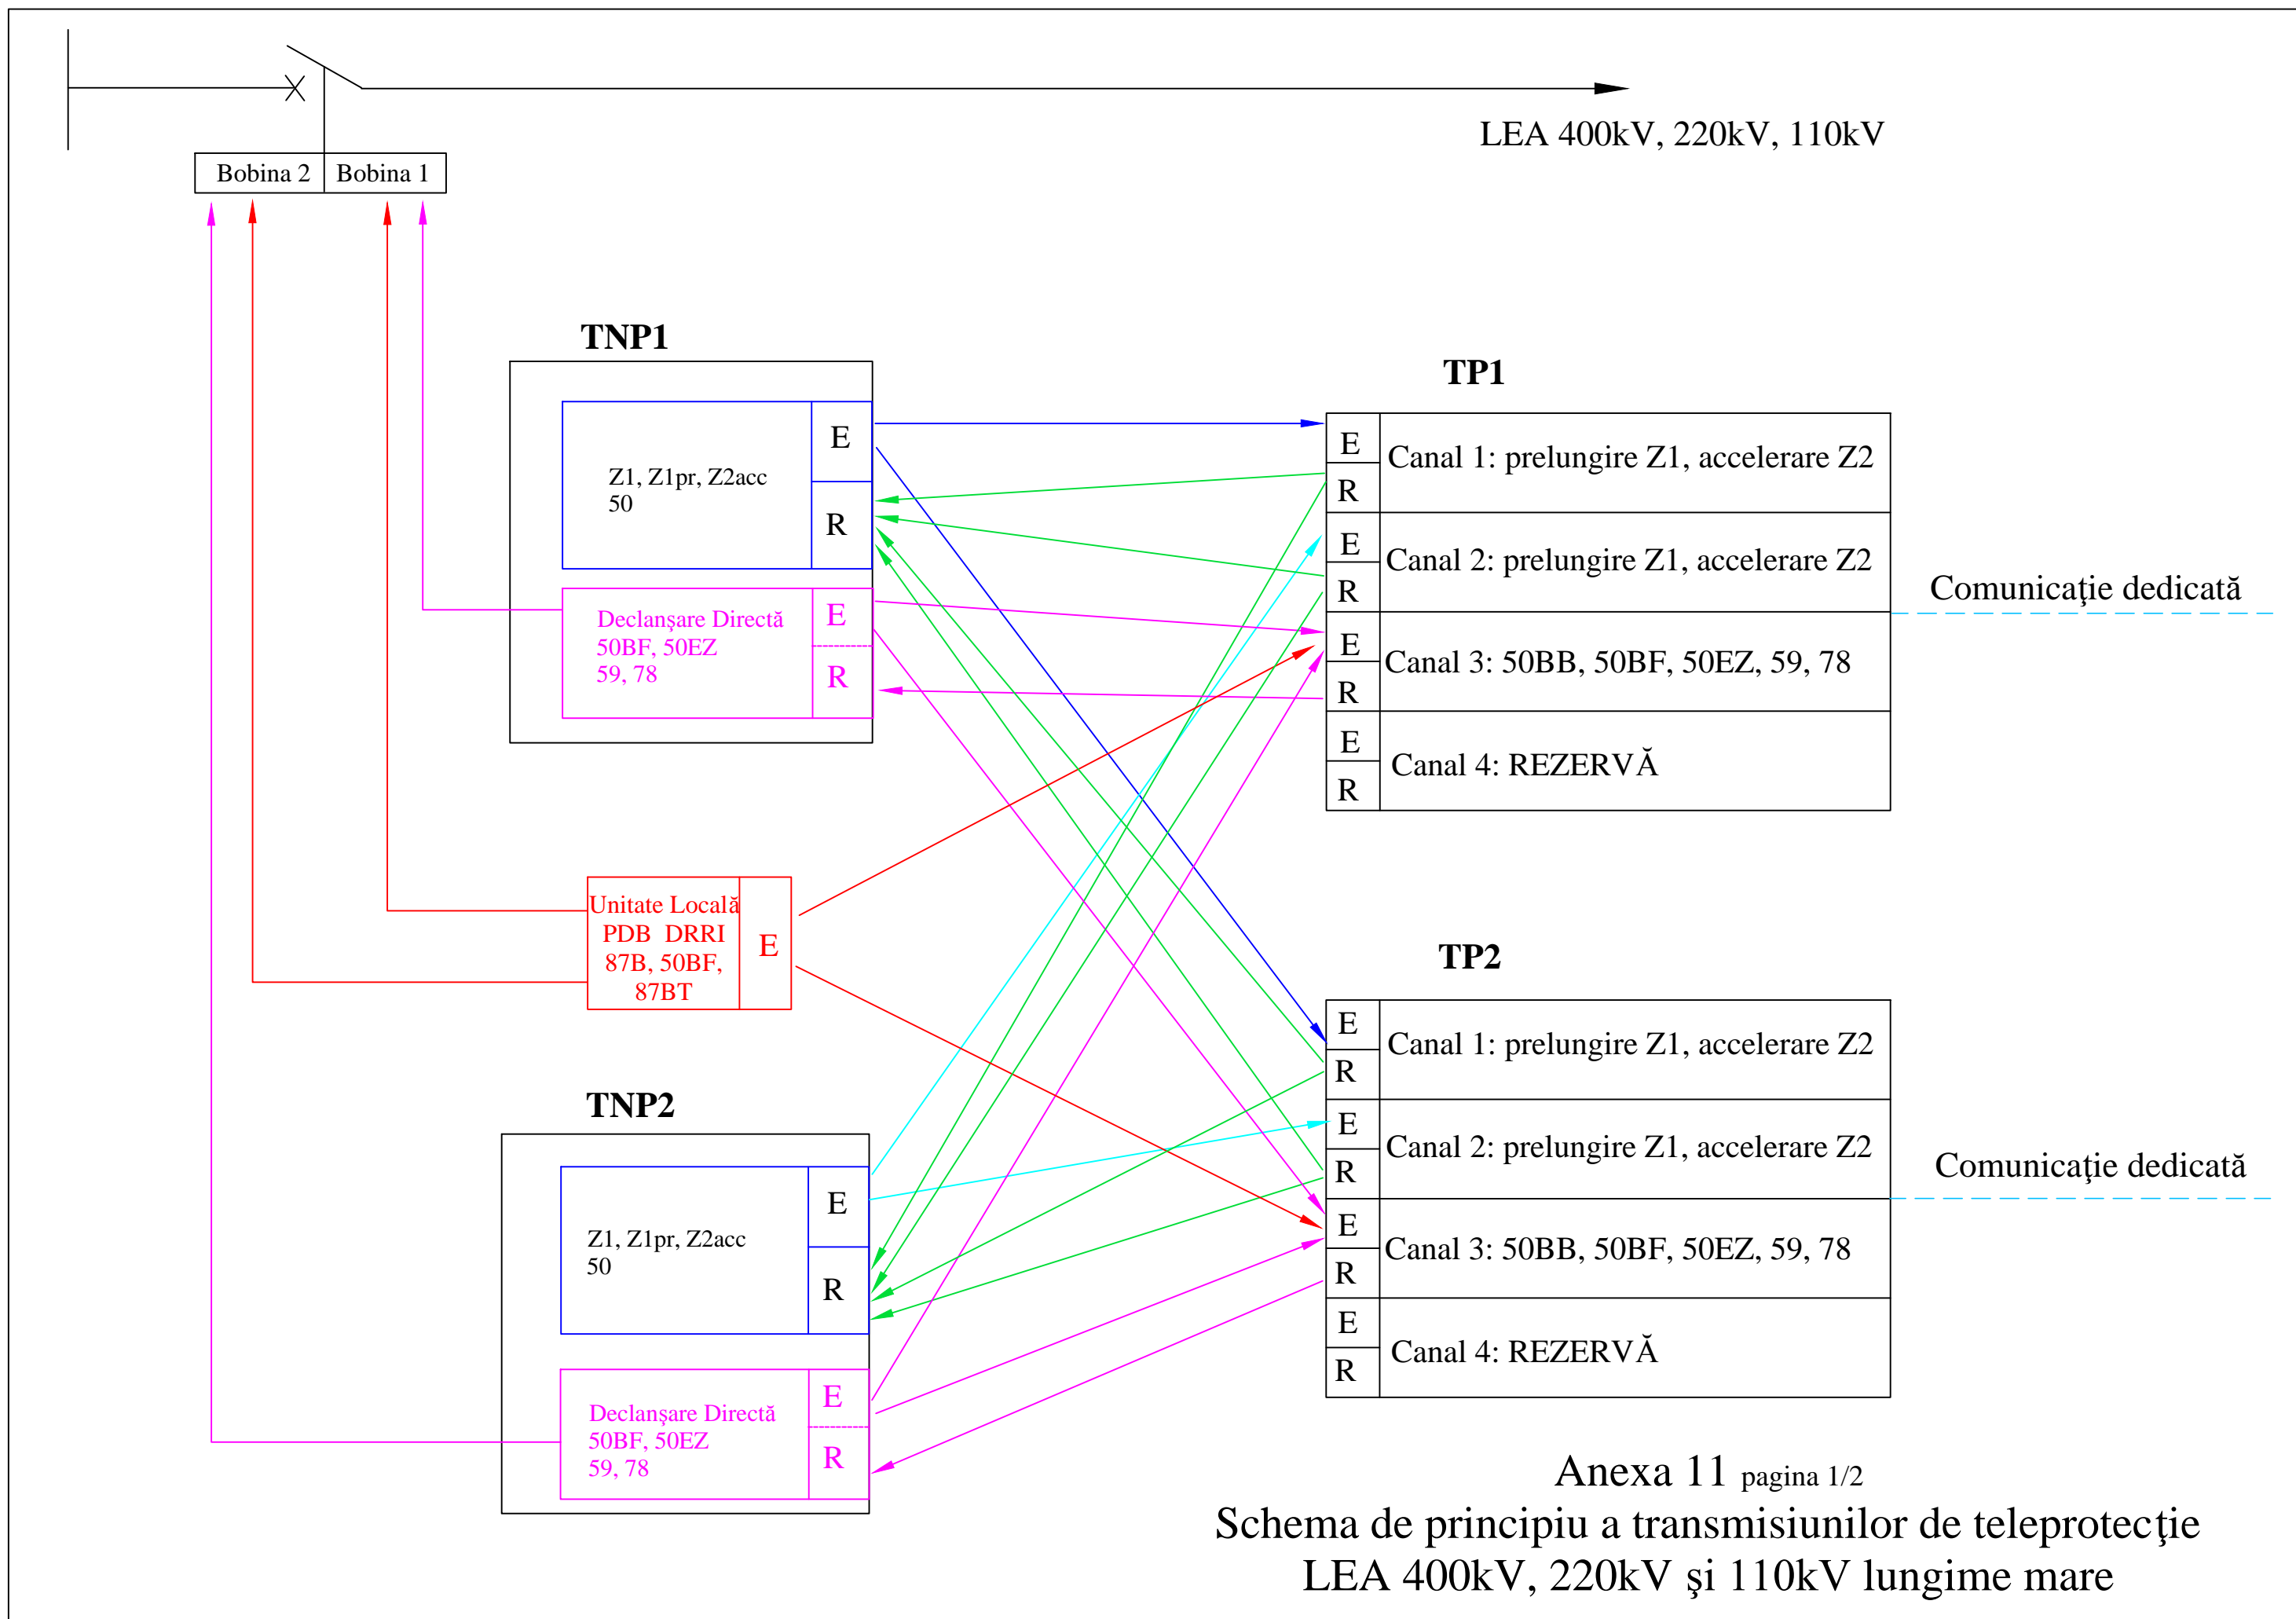 LEA 400kV, 220kV, 110kV
Bobina 2
Bobina 1
TNP1
Z1, Z1pr, Z2acc
50
E
R
Declanşare Directă
50BF, 50EZ
59, 78
E
R
TP1
E
R
Canal 1: prelungire Z1, accelerare Z2
E
R
Canal 2: prelungire Z1, accelerare Z2
E
R
Canal 3: 50BB, 50BF, 50EZ, 59, 78
E
R
Canal 4: REZERVĂ
Comunicaţie dedicată
Unitate Locală
PDB DRRI
87B, 50BF,
87BT
E
TNP2
Z1, Z1pr, Z2acc
50
E
R
Declanşare Directă
50BF, 50EZ
59, 78
E
R
TP2
E
R
Canal 1: prelungire Z1, accelerare Z2
E
R
Canal 2: prelungire Z1, accelerare Z2
E
R
Canal 3: 50BB, 50BF, 50EZ, 59, 78
E
R
Canal 4: REZERVĂ
Comunicaţie dedicată
Anexa 11 pagina 1/2
Schema de principiu a transmisiunilor de teleprotecţie
LEA 400kV, 220kV şi 110kV lungime mare